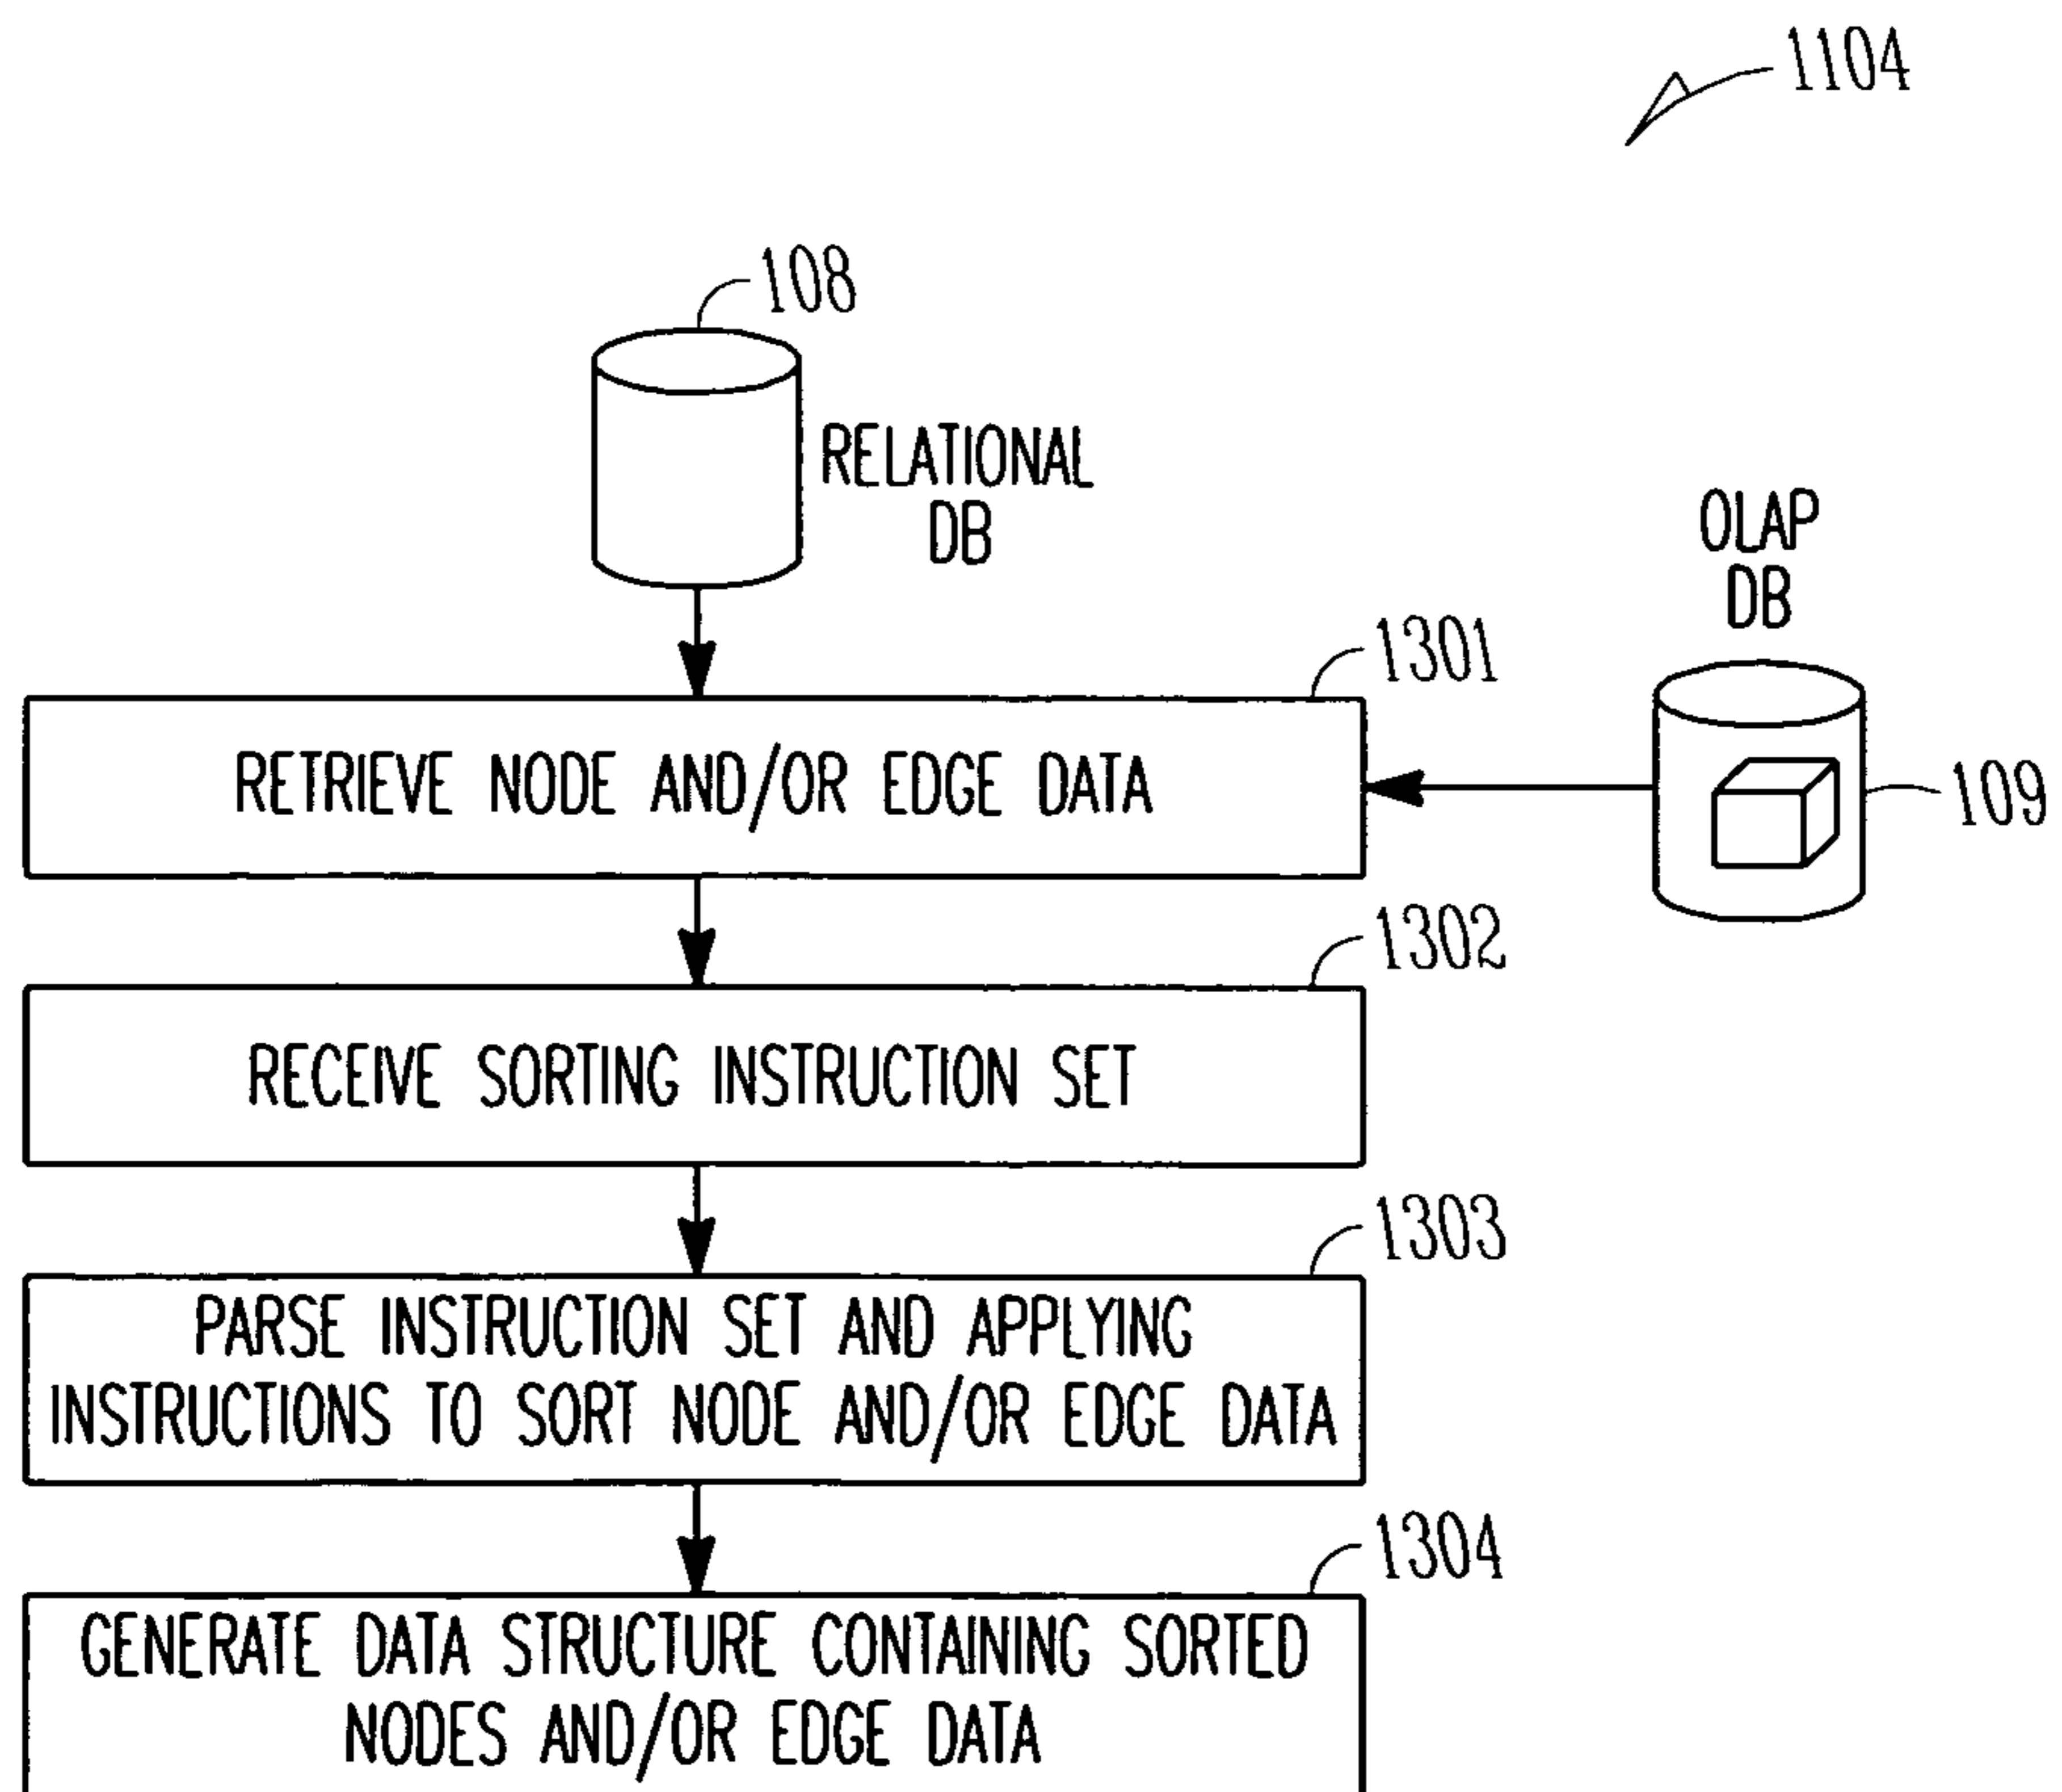 1104
108
RELATIONAL
DB
OLAP
DB
1301
RETRIEVE NODE AND/OR EDGE DATA
109
1302
RECEIVE SORTING INSTRUCTION SET
1303
PARSE INSTRUCTION SET AND APPLYING
INSTRUCTIONS TO SORT NODE AND/OR EDGE DATA
1304
GENERATE DATA STRUCTURE CONTAINING SORTED
NODES AND/OR EDGE DATA